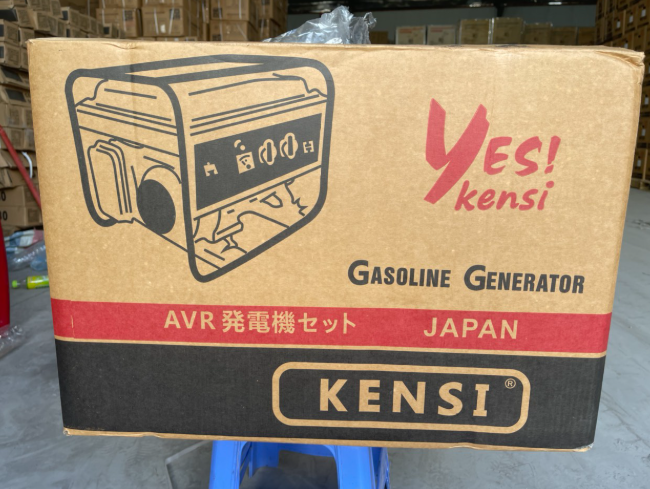 YES!
kensi
GASOLINE GENERATOR
AVR 発電機セット JAPAN
KENSI®